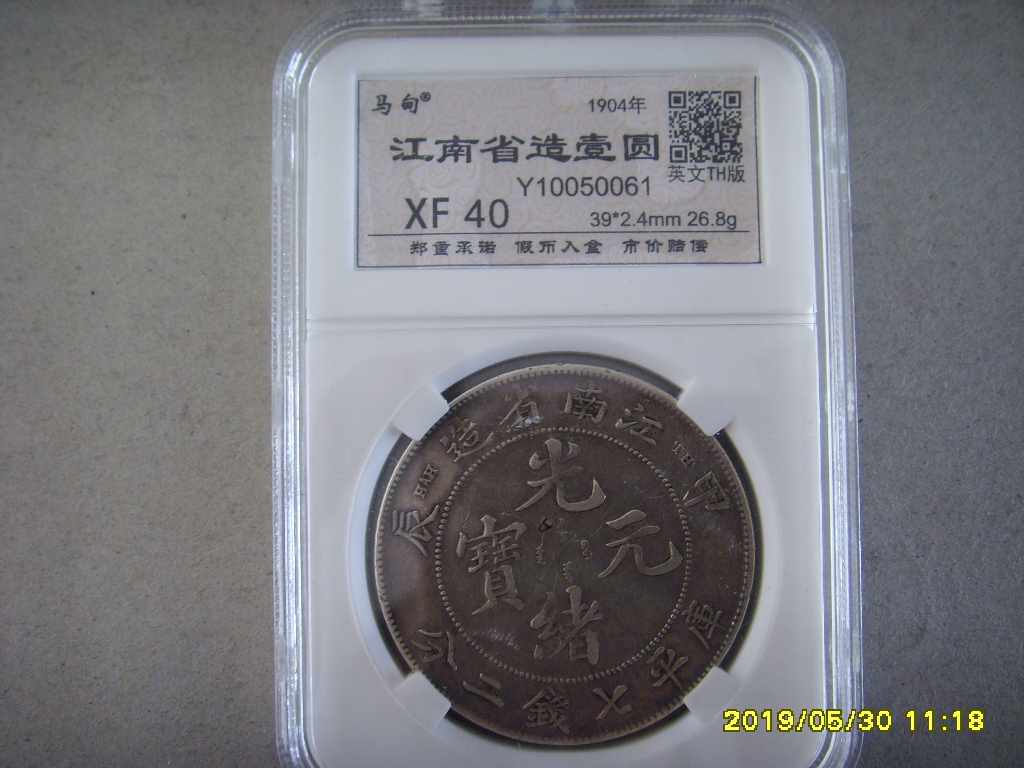 马甸® 1904年
江南省造壹圆
英文TH版
Y10050061
XF 40 39*2.4mm 26.8g
郑重承诺 假币入盒 市价赔偿
甲 TH 江南省造 HAH 辰
光緒元寶
庫平七錢二分
2019/05/30 11:18